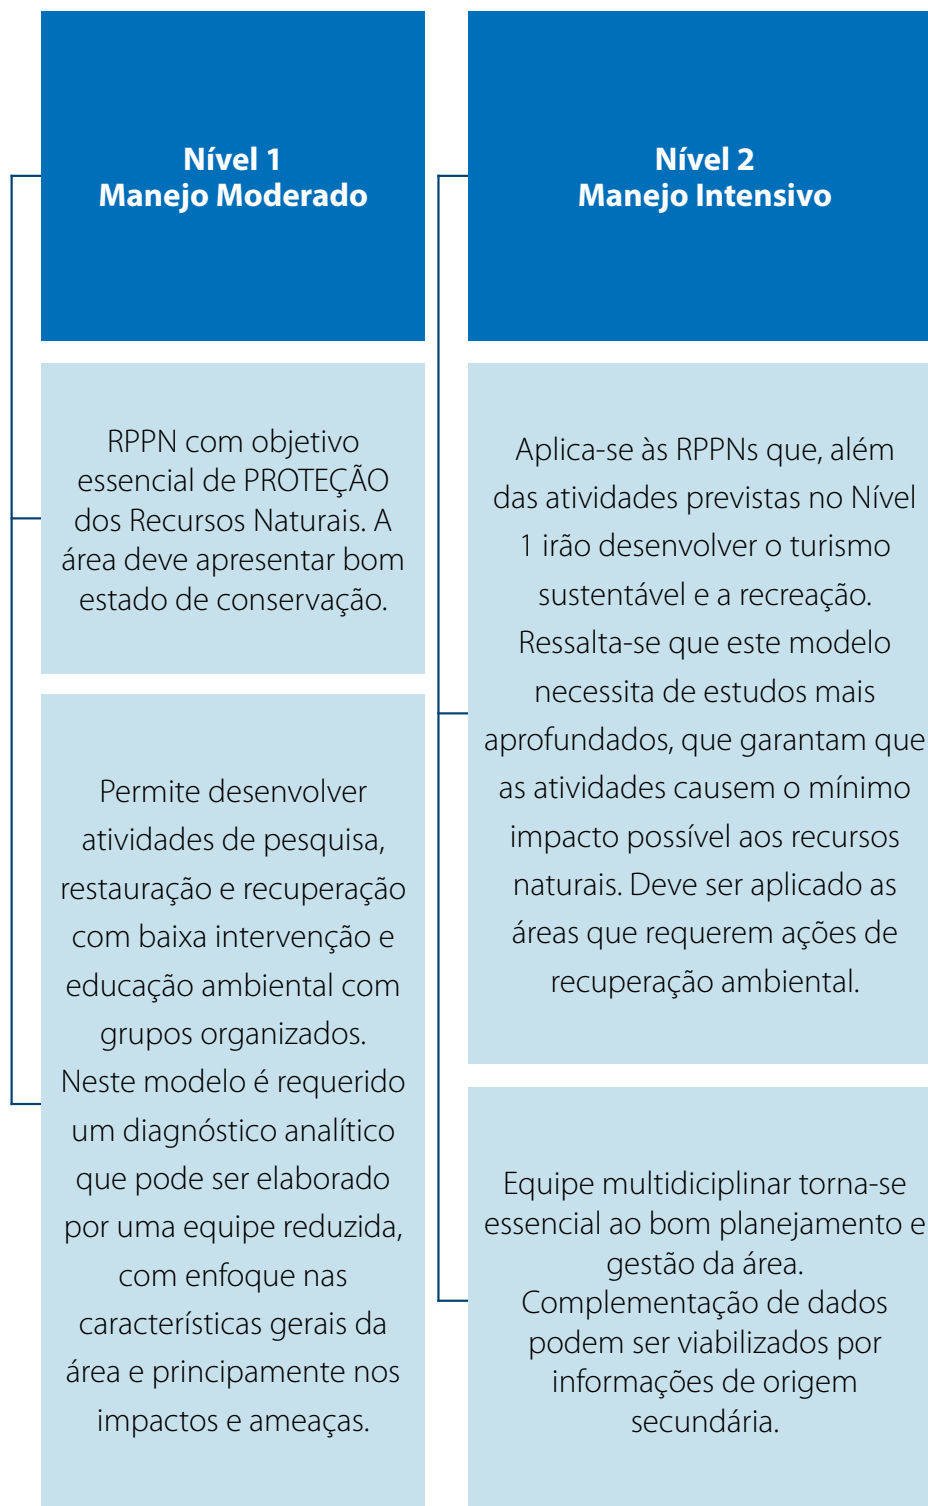 Nível 1
Manejo Moderado
RPPN com objetivo
essencial de PROTEÇÃO
dos Recursos Naturais. A
área deve apresentar bom
estado de conservação.
Permite desenvolver
atividades de pesquisa,
restauração e recuperação
com baixa intervenção e
educação ambiental com
grupos organizados.
Neste modelo é requerido
um diagnóstico analítico
que pode ser elaborado
por uma equipe reduzida,
com enfoque nas
características gerais da
área e principamente nos
impactos e ameaças.
Nível 2
Manejo Intensivo
Aplica-se às RPPNs que, além
das atividades previstas no Nível
1 irão desenvolver o turismo
sustentável e a recreação.
Ressalta-se que este modelo
necessita de estudos mais
aprofundados, que garantam que
as atividades causem o mínimo
impacto possível aos recursos
naturais. Deve ser aplicado as
áreas que requerem ações de
recuperação ambiental.
Equipe multidiciplinar torna-se
essencial ao bom planejamento e
gestão da área.
Complementação de dados
podem ser viabilizados por
informações de origem
secundária.